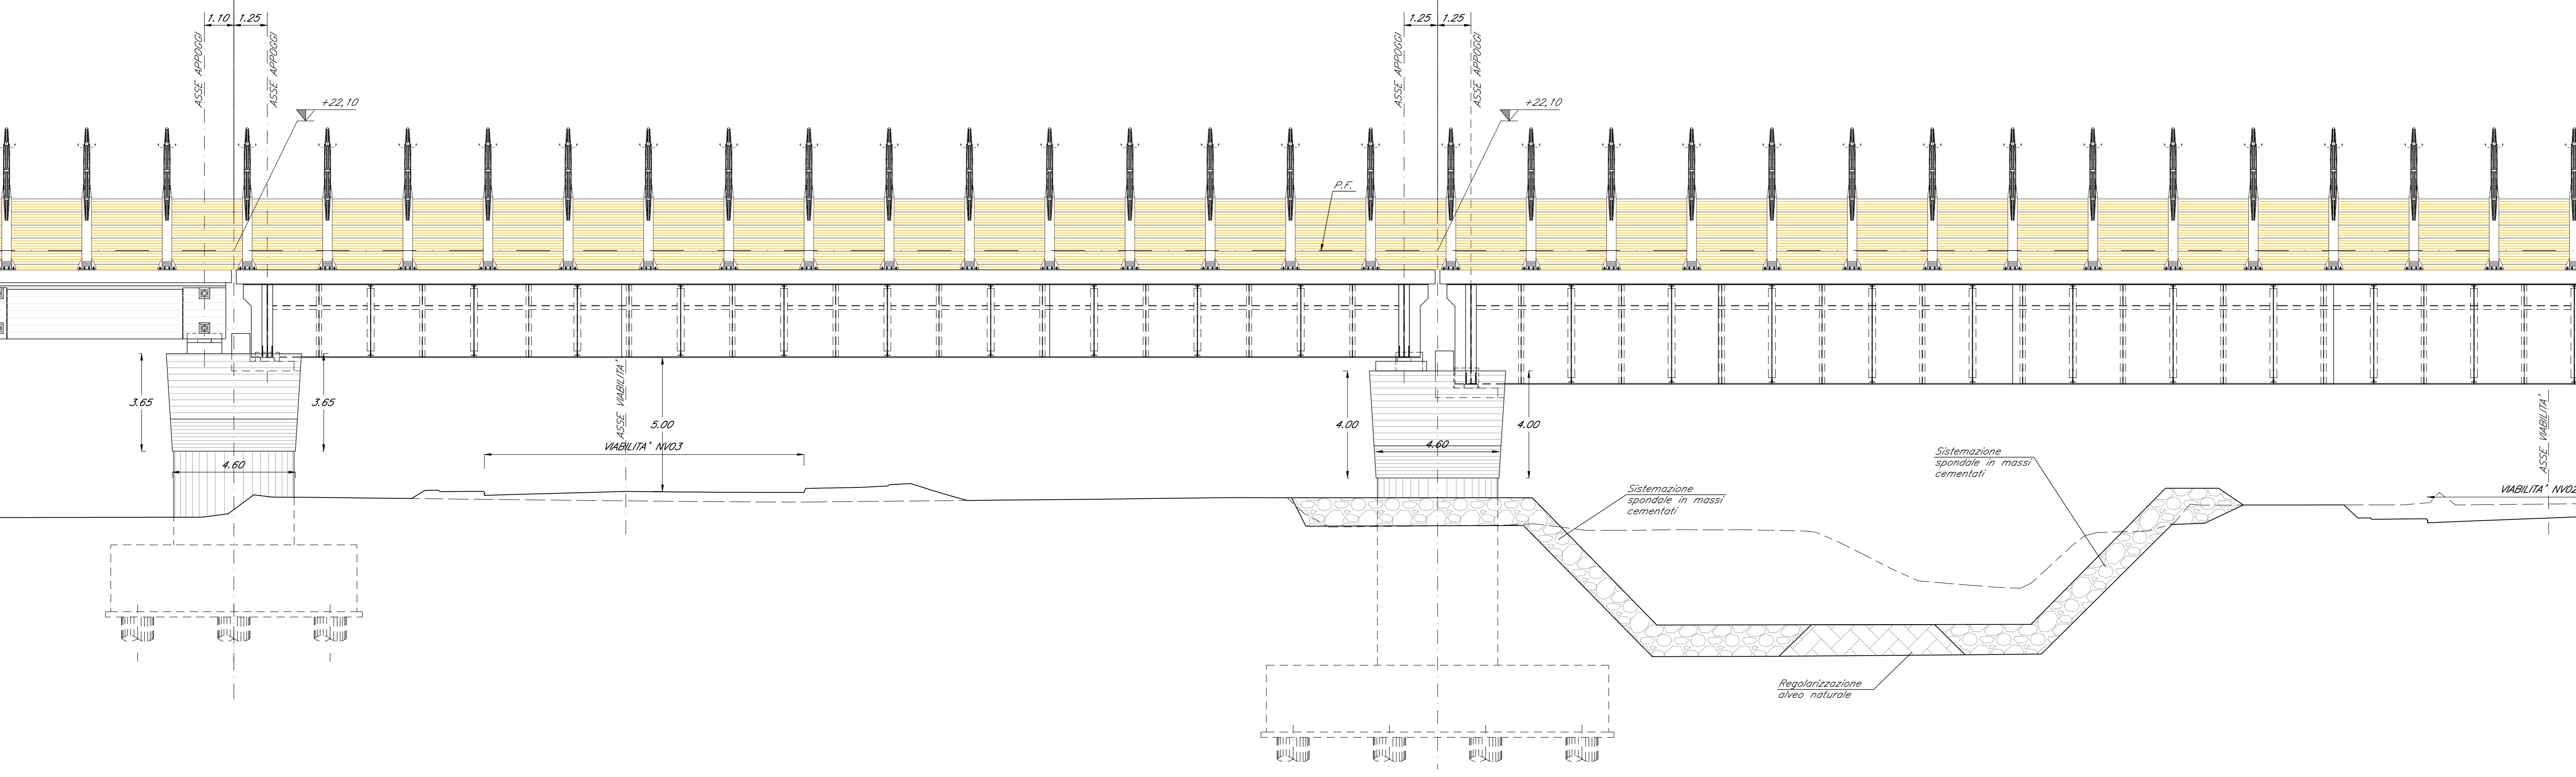 1.10 1.25
ASSE APPOGGI
ASSE APPOGGI
+22,10
1.25 1.25
ASSE APPOGGI
ASSE APPOGGI
+22,10
P.F.
3.65
3.65
4.60
ASSE VIABILITA'
5.00
VIABILITA' NV03
4.00
4.00
4.60
Sistemazione
spondale in massi
cementati
Sistemazione
spondale in massi
cementati
ASSE VIABILITA'
VIABILITA' NV02
Regolarizzazione
alveo naturale